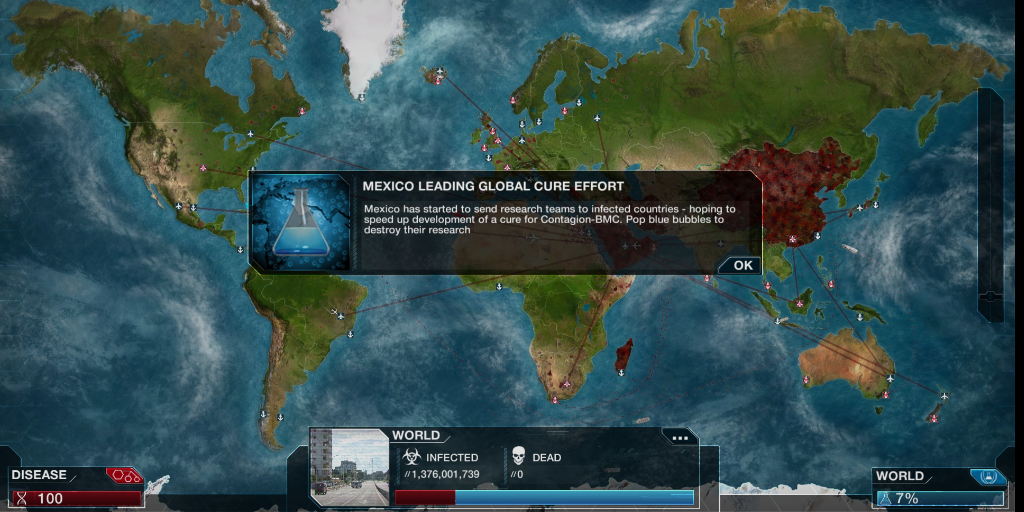 MEXICO LEADING GLOBAL CURE EFFORT
Mexico has started to send research teams to infected countries - hoping to
speed up development of a cure for Contagion-BMC. Pop blue bubbles to
destroy their research
OK
WORLD
...
INFECTED
//1,376,001,739
DEAD
//0
DISEASE
100
WORLD
7%